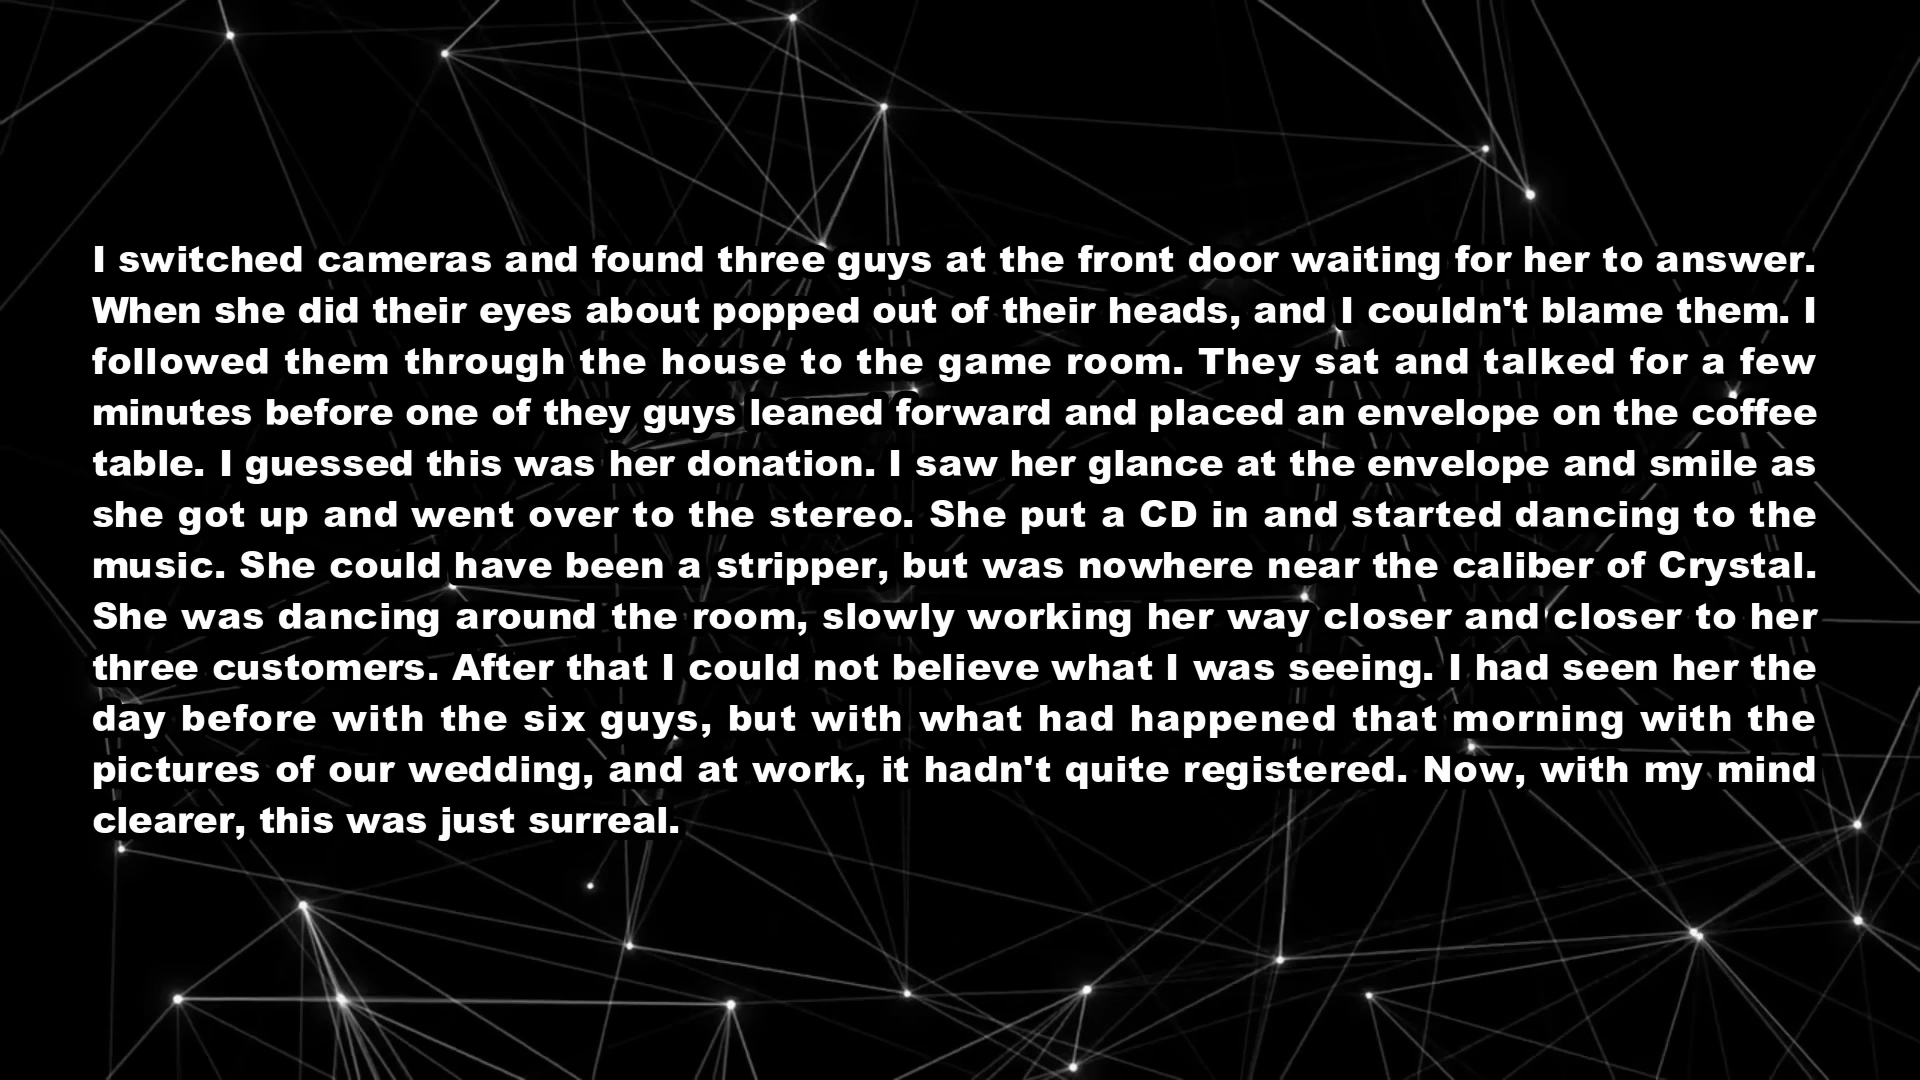 I switched cameras and found three guys at the front door waiting for her to answer.
When she did their eyes about popped out of their heads, and I couldn't blame them. I
followed them through the house to the game room. They sat and talked for a few
minutes before one of they guys leaned forward and placed an envelope on the coffee
table. I guessed this was her donation. I saw her glance at the envelope and smile as
she got up and went over to the stereo. She put a CD in and started dancing to the
music. She could have been a stripper, but was nowhere near the caliber of Crystal.
She was dancing around the room, slowly working her way closer and closer to her
three customers. After that I could not believe what I was seeing. I had seen her the
day before with the six guys, but with what had happened that morning with the
pictures of our wedding, and at work, it hadn't quite registered. Now, with my mind
clearer, this was just surreal.